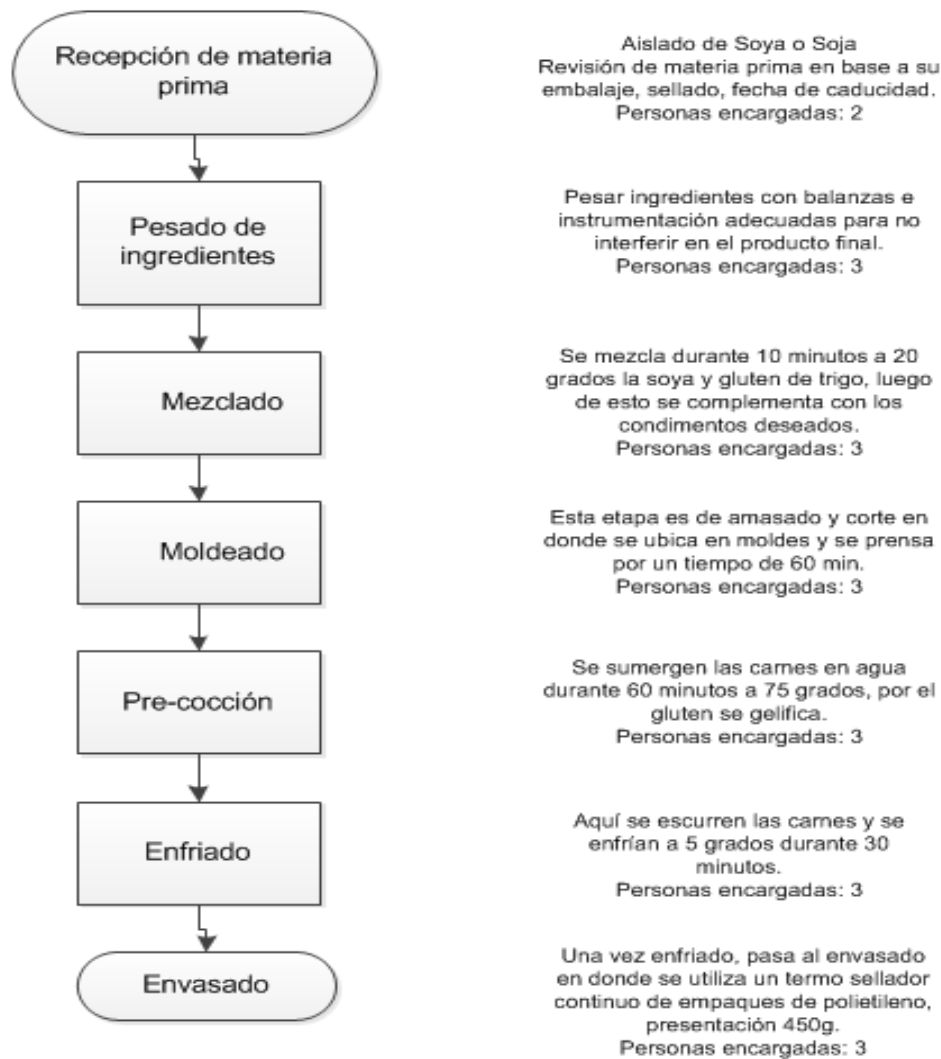 Recepción de materia
prima
Aislado de Soya o Soja
Revisión de materia prima en base a su
embalaje, sellado, fecha de caducidad.
Personas encargadas: 2
Pesado de
ingredientes
Pesar ingredientes con balanzas e
instrumentación adecuadas para no
interferir en el producto final.
Personas encargadas: 3
Mezclado
Se mezcla durante 10 minutos a 20
grados la soya y gluten de trigo, luego
de esto se complementa con los
condimentos deseados.
Personas encargadas: 3
Moldeado
Esta etapa es de amasado y corte en
donde se ubica en moldes y se prensa
por un tiempo de 60 min.
Personas encargadas: 3
Pre-cocción
Se sumergen las carnes en agua
durante 60 minutos a 75 grados, por el
gluten se gelifica.
Personas encargadas: 3
Enfriado
Aquí se escurren las carnes y se
enfrían a 5 grados durante 30
minutos.
Personas encargadas: 3
Envasado
Una vez enfriado, pasa al envasado
en donde se utiliza un termo sellador
continuo de empaques de polietileno,
presentación 450g.
Personas encargadas: 3